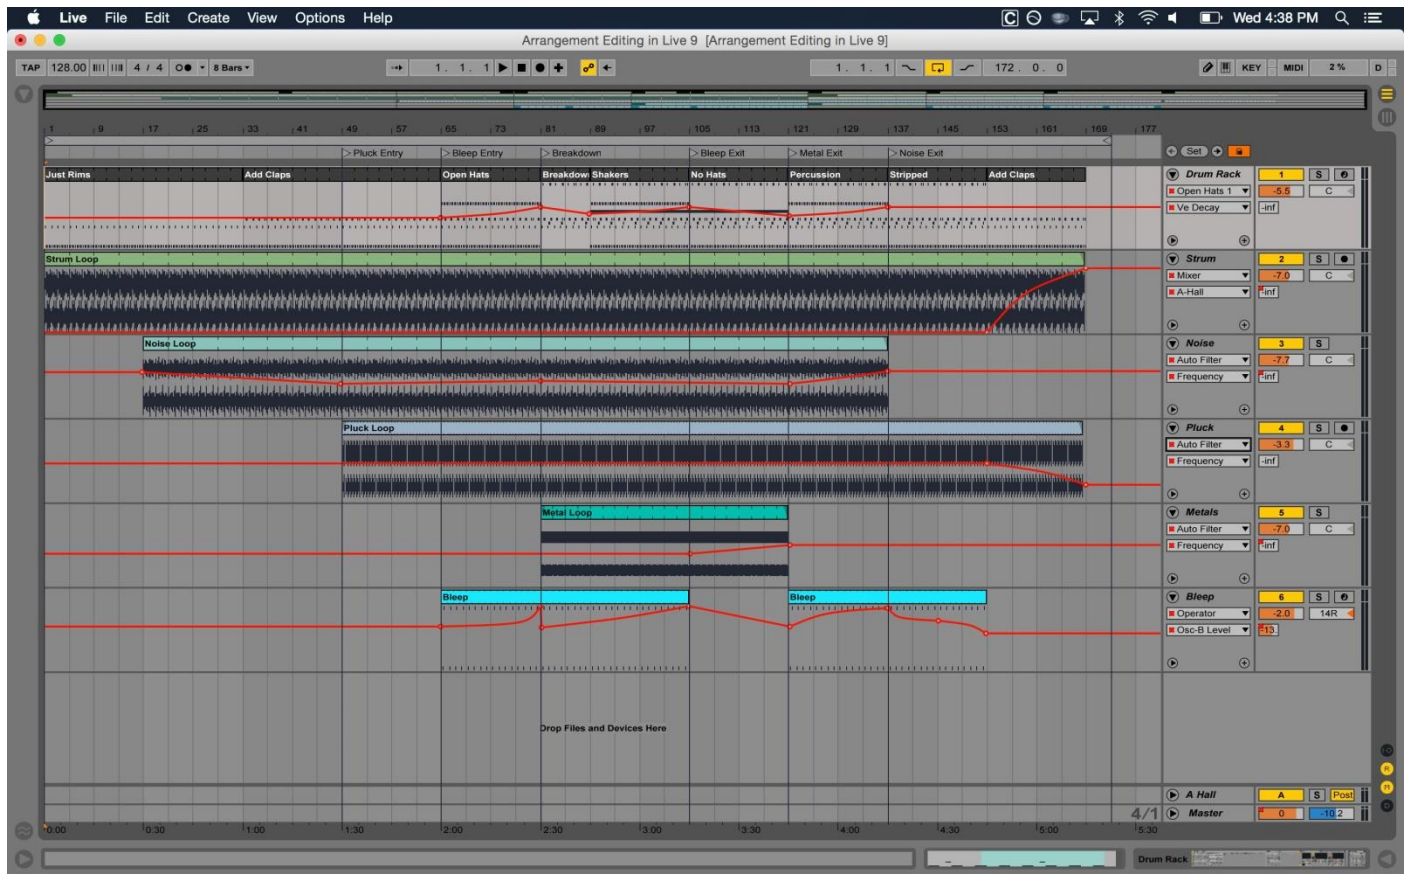 Live File Edit Create View Options Help Wed 4:38 PM
Arrangement Editing in Live 9 [Arrangement Editing in Live 9]
TAP 128.00 4 / 4 8 Bars 1. 1. 1 1. 1. 1 172. 0. 0 KEY MIDI 2 % D
1 9 17 25 33 41 49 57 65 73 81 89 97 105 113 121 129 137 145 153 161 169 177
Pluck Entry Bleep Entry Breakdown Bleep Exit Metal Exit Noise Exit Set
Just Rims Add Claps Open Hats Breakdow Shakers No Hats Percussion Stripped Add Claps Drum Rack 1 S
Open Hats 1 -5.5 C
Ve Decay -inf
Strum Loop Strum 2 S
Mixer -7.0 C
A-Hall -inf
Noise Loop Noise 3 S
Auto Filter -7.7 C
Frequency -inf
Pluck Loop Pluck 4 S
Auto Filter -3.3 C
Frequency -inf
Metal Loop Metals 5 S
Auto Filter -7.0 C
Frequency -inf
Bleep Bleep Bleep 6 S
Operator -2.0 14R
Osc-B Level -13.
Drop Files and Devices Here
A Hall A S Post
4/1 Master 0 -10.2
0:00 0:30 1:00 1:30 2:00 2:30 3:00 3:30 4:00 4:30 5:00 5:30
Drum Rack